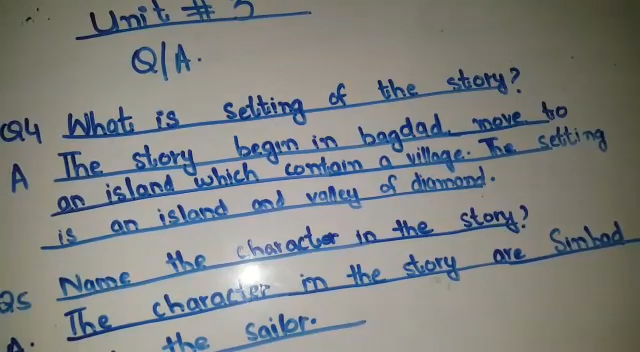 Unit #
Q/A.
Q4 What is setting of the story?
A The story begin in bagdad. move to
an island which contain a village. The setting
is an island and valley of diamond.
Q5 Name the character in the story?
A. The character in the story are Sinbad
the sailor.